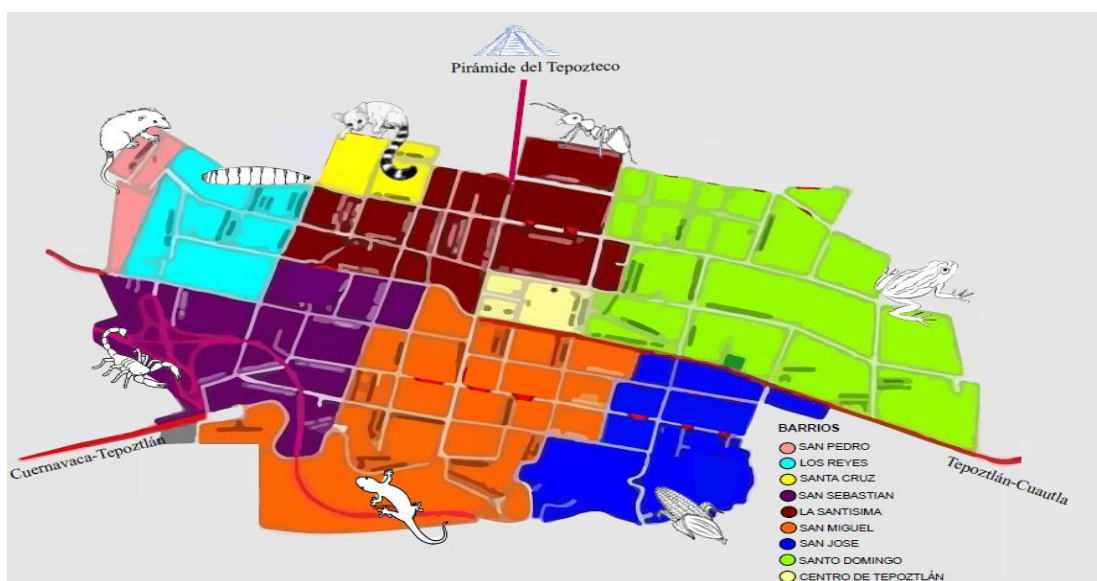 Pirámide del Tepozteco
Cuernavaca-Tepoztlán
Tepoztlán-Cuautla
BARRIOS
SAN PEDRO
LOS REYES
SANTA CRUZ
SAN SEBASTIAN
LA SANTISIMA
SAN MIGUEL
SAN JOSE
SANTO DOMINGO
CENTRO DE TEPOZTLÁN